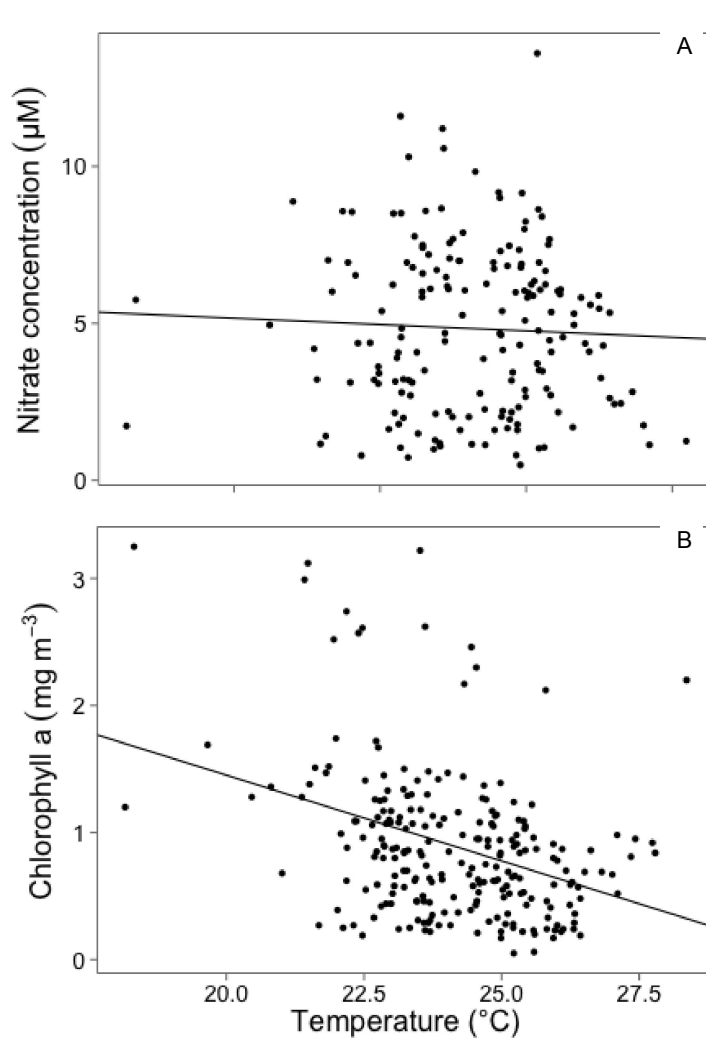 A
Nitrate concentration (µM)
10
5
0
B
Chlorophyll a (mg m⁻³)
3
2
1
0
20.0 22.5 25.0 27.5
Temperature (°C)